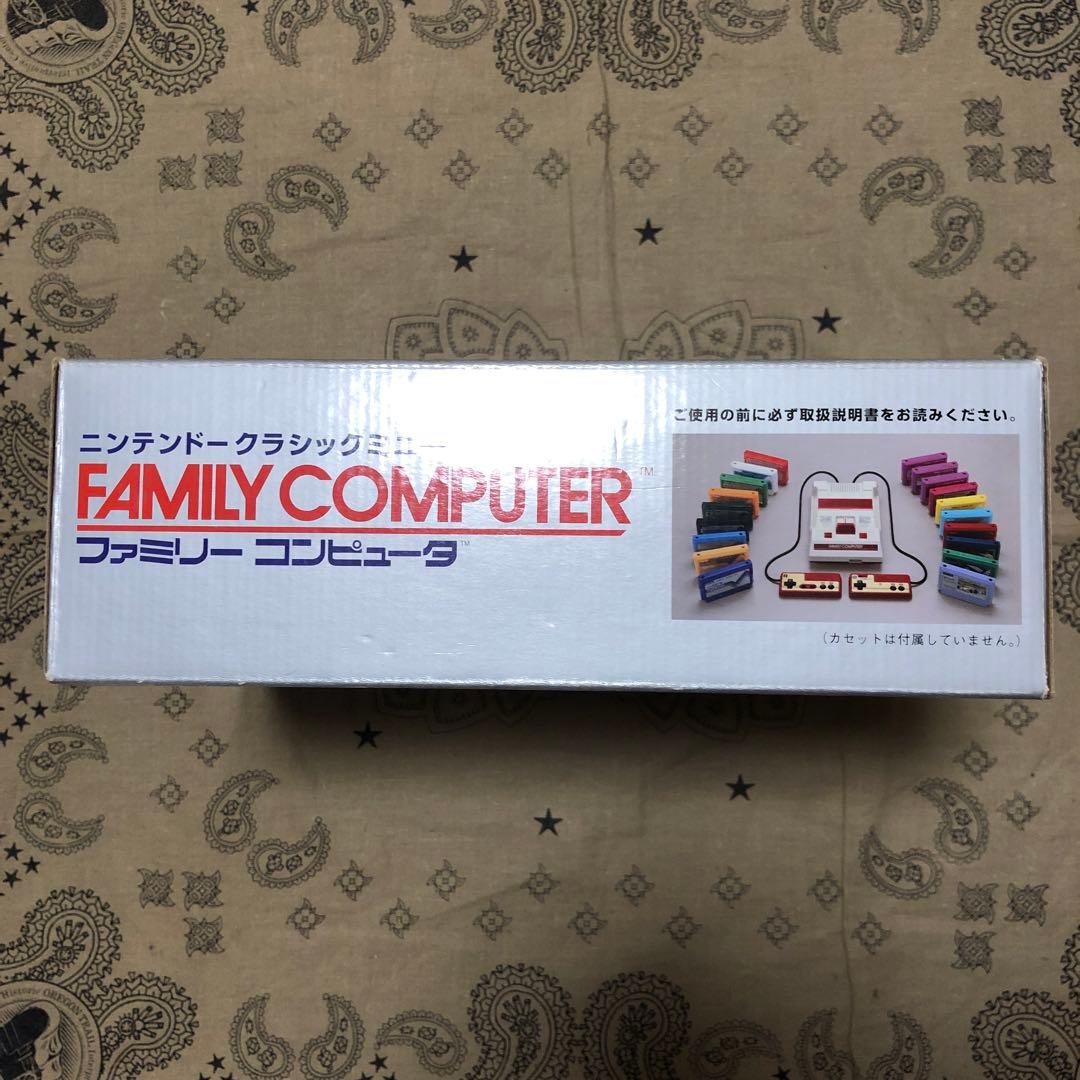 ニンテンドークラシックミニ
FAMILY COMPUTER™
ファミリー コンピュータ™
ご使用の前に必ず取扱説明書をお読みください。
FAMILY COMPUTER
（カセットは付属していません。）
OREGON TRAIL